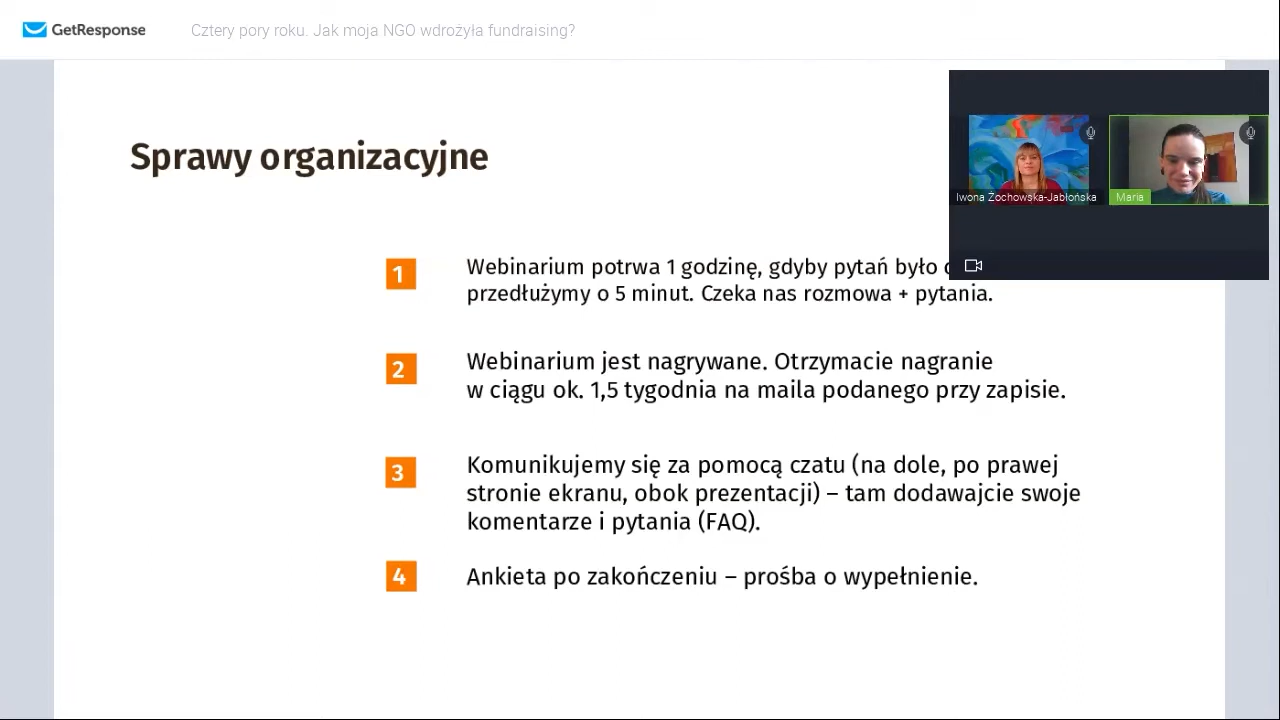 GetResponse
Cztery pory roku. Jak moja NGO wdrożyła fundraising?
Sprawy organizacyjne
Iwona Żochowska-Jabłońska
Maria
1
Webinarium potrwa 1 godzinę, gdyby pytań było
przedłużymy o 5 minut. Czeka nas rozmowa + pytania.
2
Webinarium jest nagrywane. Otrzymacie nagranie
w ciągu ok. 1,5 tygodnia na maila podanego przy zapisie.
3
Komunikujemy się za pomocą czatu (na dole, po prawej
stronie ekranu, obok prezentacji) – tam dodawajcie swoje
komentarze i pytania (FAQ).
4
Ankieta po zakończeniu – prośba o wypełnienie.